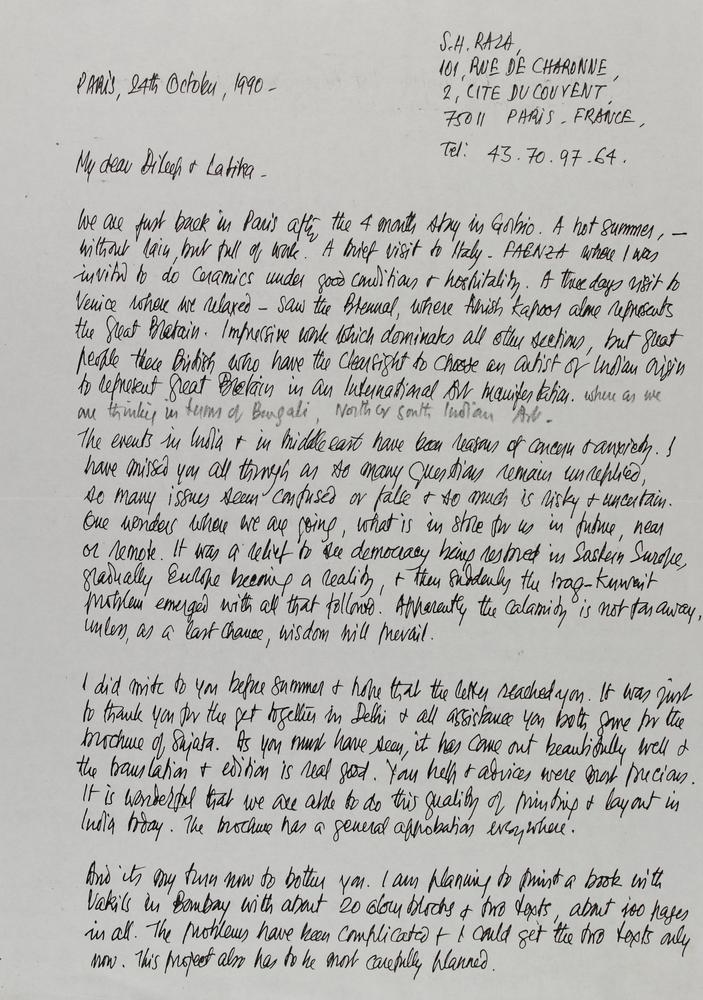 S.H. RAZA,
101, RUE DE CHARONNE,
2, CITE DU COUVENT,
75011 PARIS - FRANCE,
Tel: 43.70.97-64.
PARIS, 24th October, 1990-
My dear Dileep & Latika -
We are just back in Paris after the 4 month stay in Gorbio. A hot summer, —
without rain, but full of work. A brief visit to Italy - FAENZA where I was
invited to do Ceramics under good conditions & hospitality. A three days visit to
Venice where we relaxed - saw the Biennal, where Anish Kapoor alone represents
the Great Bretain. Impressive work which dominates all other sections, but great
people these British who have the clearsight to choose an artist of Indian origin
to represent Great Bretain in an International Art manifestation. where as we
are thinking in terms of Bengali, North or South Indian Art.
The events in India & in Middle east have been reasons of concern & anxiety. I
have missed you all through as so many questions remain unreplied,
so many issues seem confused or false & so much is risky & uncertain.
One wonders where we are going, what is in store for us in future, near
or remote. It was a relief to see democracy being restored in Eastern Europe,
gradually Europe becoming a reality, & then suddenly the Iraq-Kuwait
problem emerged with all that follows. Apparently the calamity is not far away,
unless, as a last chance, wisdom will prevail.
I did write to you before summer & hope that the letter reached you. It was just
to thank you for the get together in Delhi & all assistance you both gave for the
brochure of Sujata. As you must have seen, it has come out beautifully well &
the translation & edition is real good. Your help & advices were most precious.
It is wonderful that we are able to do this quality of printing & layout in
India today. The brochure has a general approbation everywhere.
And its my turn now to bother you. I am planning to print a book with
Vakils in Bombay with about 20 colour blocks & two texts, about 100 pages
in all. The problems have been complicated & I could get the two texts only
now. This project also has to be most carefully planned.